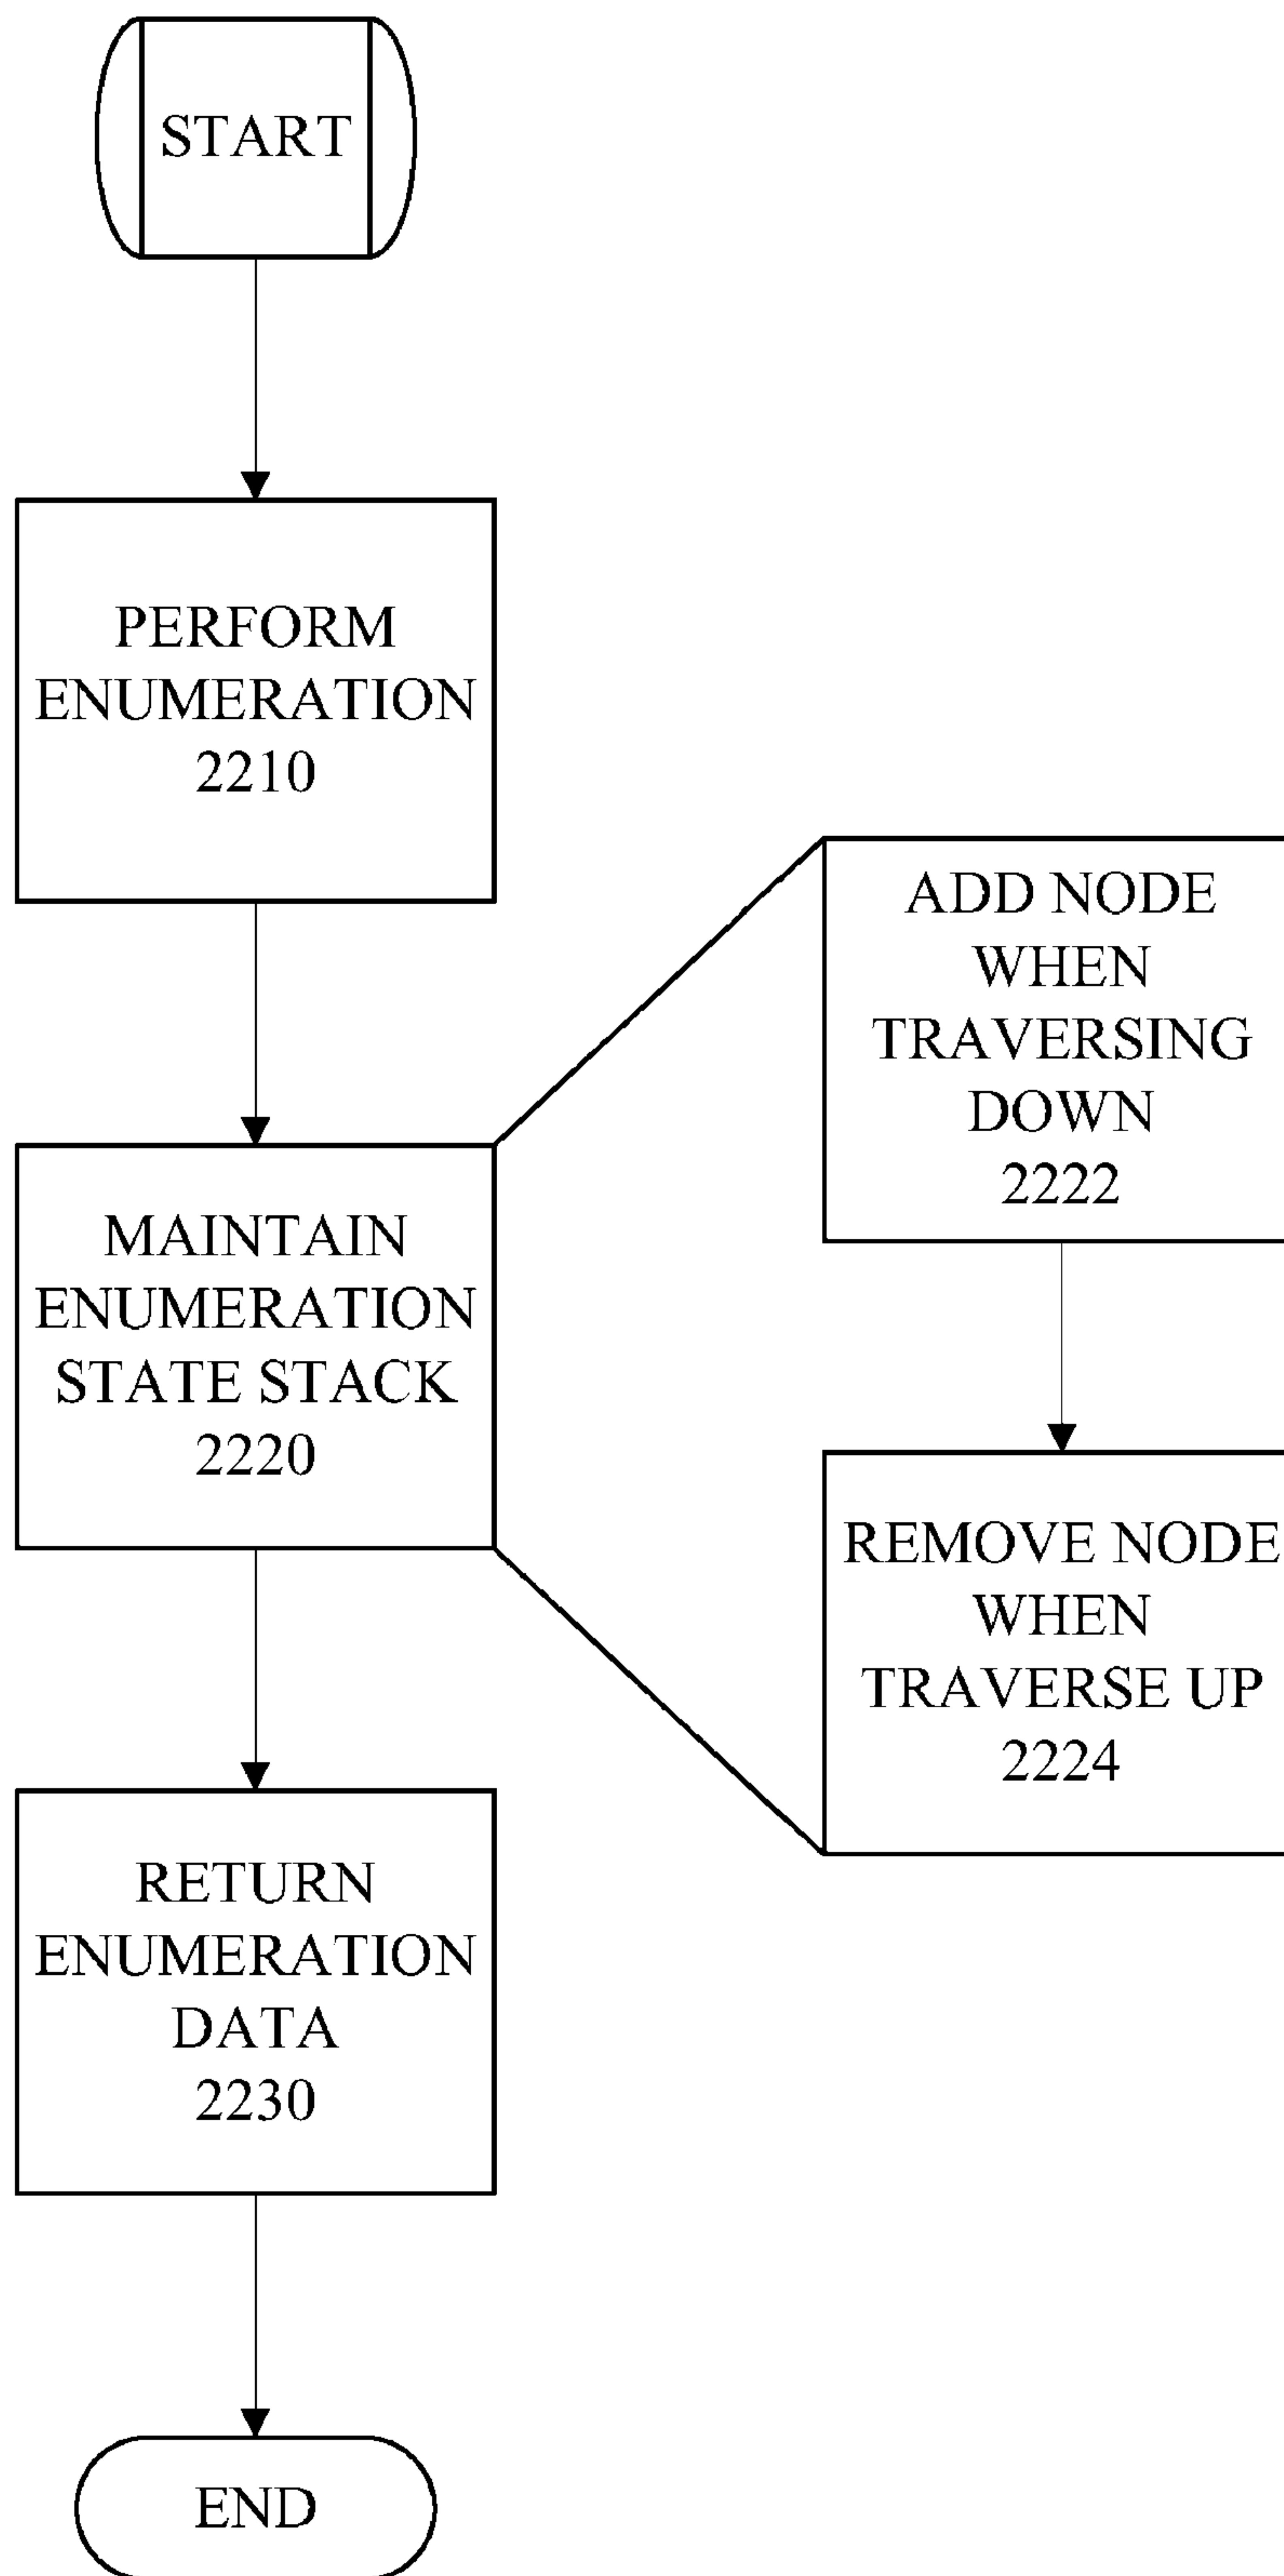 START
PERFORM
ENUMERATION
2210
MAINTAIN
ENUMERATION
STATE STACK
2220
ADD NODE
WHEN
TRAVERSING
DOWN
2222
REMOVE NODE
WHEN
TRAVERSE UP
2224
RETURN
ENUMERATION
DATA
2230
END